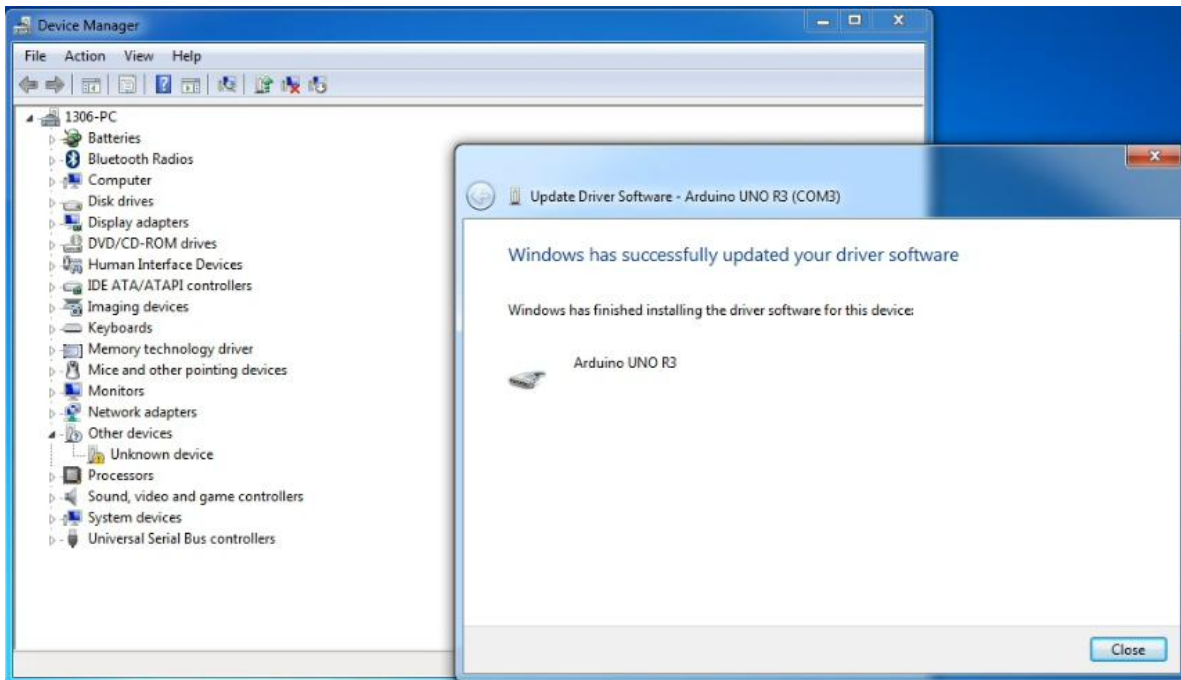 Device Manager
File Action View Help
1306-PC
Batteries
Bluetooth Radios
Computer
Disk drives
Display adapters
DVD/CD-ROM drives
Human Interface Devices
IDE ATA/ATAPI controllers
Imaging devices
Keyboards
Memory technology driver
Mice and other pointing devices
Monitors
Network adapters
Other devices
Unknown device
Processors
Sound, video and game controllers
System devices
Universal Serial Bus controllers
Update Driver Software - Arduino UNO R3 (COM3)
Windows has successfully updated your driver software
Windows has finished installing the driver software for this device:
Arduino UNO R3
Close